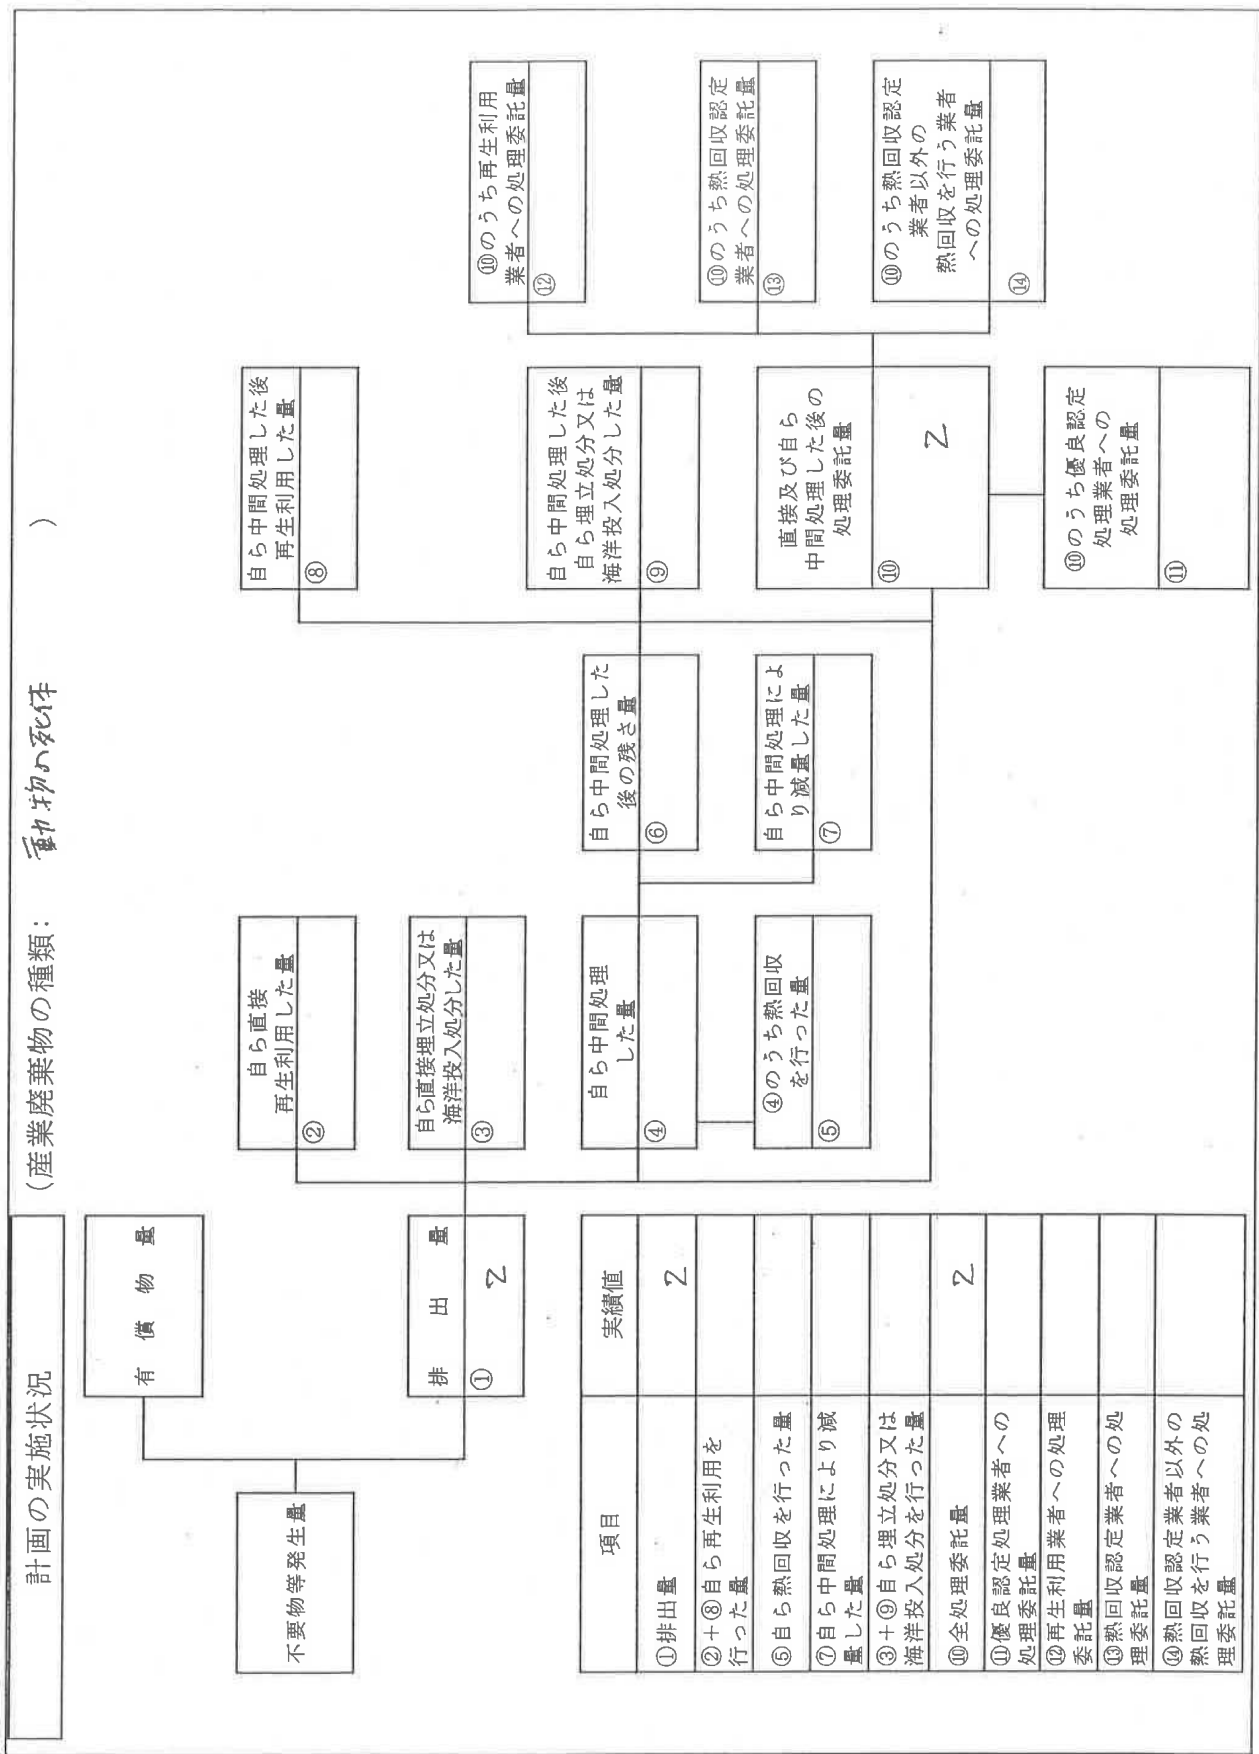 計画の実施状況
(産業廃棄物の種類: 動物の死体 )
不要物等発生量
有償物量
排出量
① 2
自ら直接
再生利用した量
②
自ら直接埋立処分又は
海洋投入処分した量
③
自ら中間処理
した量
④
④のうち熱回収
を行った量
⑤
自ら中間処理した
後の残さ量
⑥
自ら中間処理によ
り減量した量
⑦
自ら中間処理した後
再生利用した量
⑧
自ら中間処理した後
自ら埋立処分又は
海洋投入処分した量
⑨
直接及び自ら
中間処理した後の
処理委託量
⑩ 2
⑩のうち優良認定
処理業者への
処理委託量
⑪
⑩のうち再生利用
業者への処理委託量
⑫
⑩のうち熱回収認定
業者への処理委託量
⑬
⑩のうち熱回収認定
業者以外の
熱回収を行う業者
への処理委託量
⑭
項目 実績値
①排出量 2
②+⑧自ら再生利用を
行った量
⑤自ら熱回収を行った量
⑦自ら中間処理により減
量した量
③+⑨自ら埋立処分又は
海洋投入処分を行った量
⑩全処理委託量 2
⑪優良認定処理業者への
処理委託量
⑫再生利用業者への処理
委託量
⑬熱回収認定業者への処
理委託量
⑭熱回収認定業者以外の
熱回収を行う業者への処
理委託量